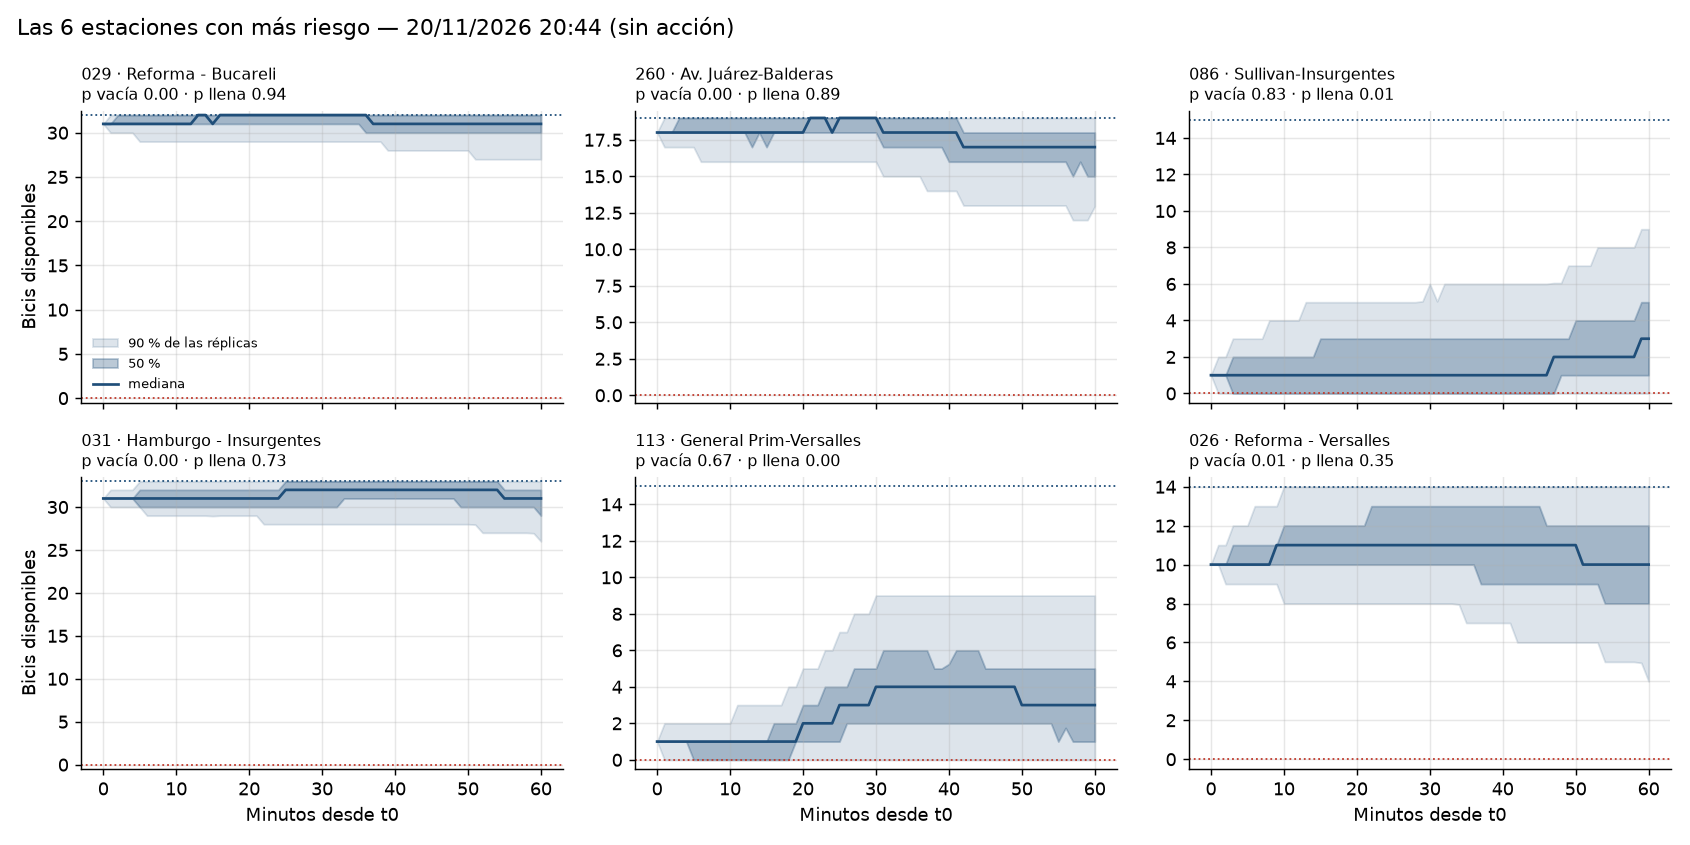 Las 6 estaciones con más riesgo — 20/11/2026 20:44 (sin acción)
029 · Reforma - Bucareli
p vacía 0.00 · p llena 0.94
Bicis disponibles
30
25
20
15
10
5
0
90 % de las réplicas
50 %
mediana
260 · Av. Juárez-Balderas
p vacía 0.00 · p llena 0.89
17.5
15.0
12.5
10.0
7.5
5.0
2.5
0.0
086 · Sullivan-Insurgentes
p vacía 0.83 · p llena 0.01
14
12
10
8
6
4
2
0
031 · Hamburgo - Insurgentes
p vacía 0.00 · p llena 0.73
Bicis disponibles
30
25
20
15
10
5
0
0 10 20 30 40 50 60
Minutos desde t0
113 · General Prim-Versalles
p vacía 0.67 · p llena 0.00
14
12
10
8
6
4
2
0
0 10 20 30 40 50 60
Minutos desde t0
026 · Reforma - Versalles
p vacía 0.01 · p llena 0.35
14
12
10
8
6
4
2
0
0 10 20 30 40 50 60
Minutos desde t0